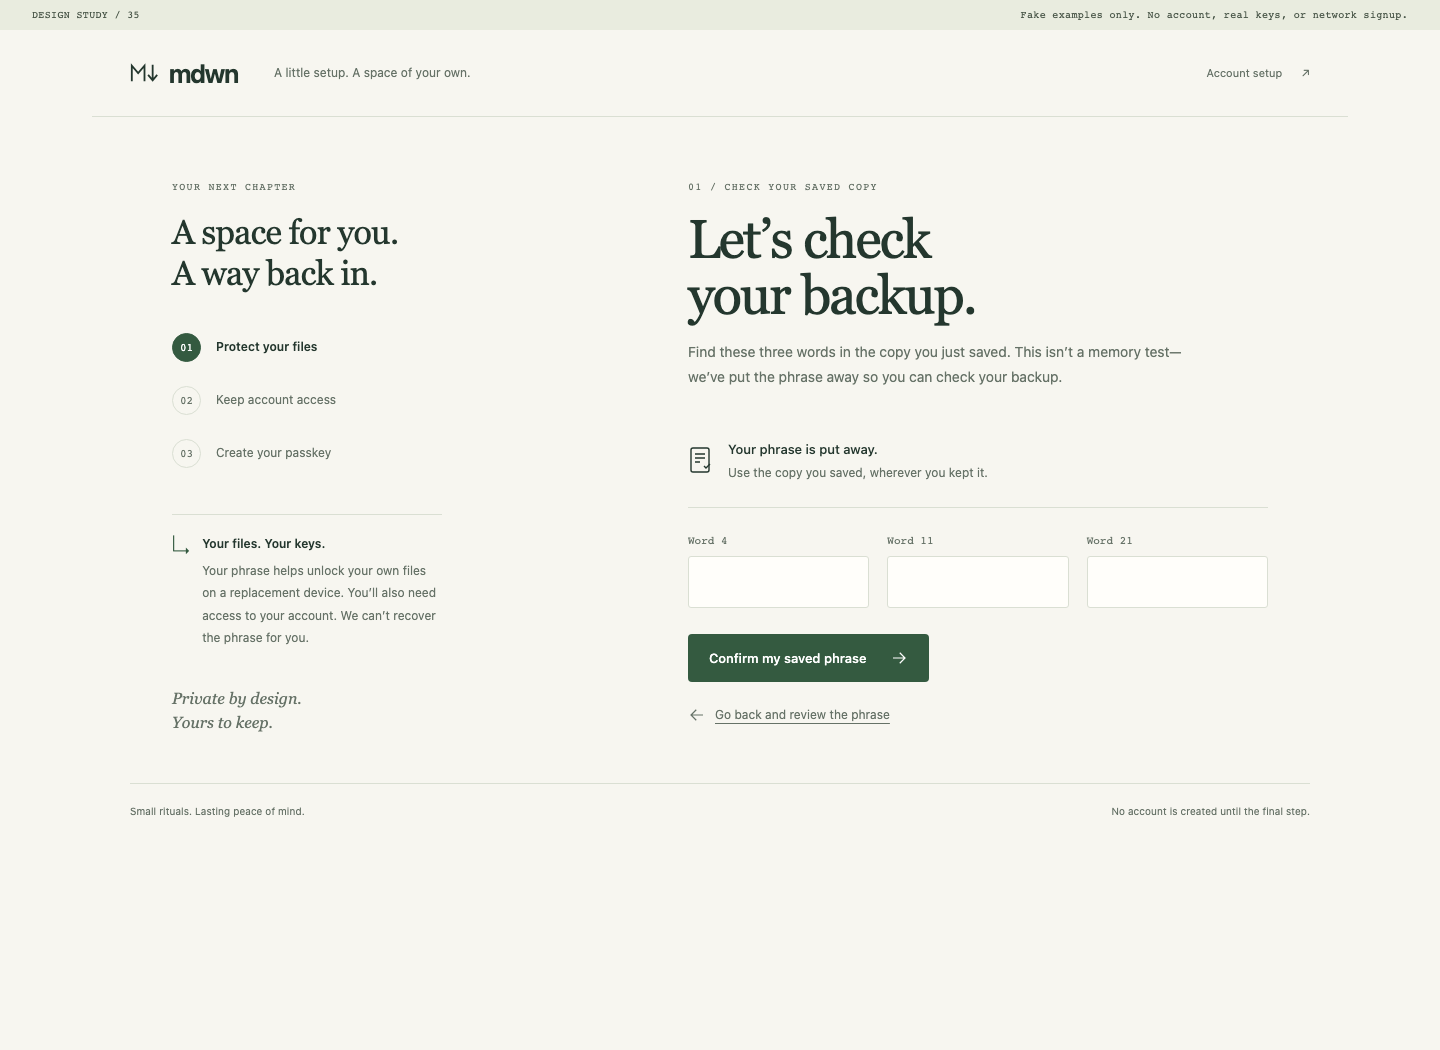 DESIGN STUDY / 35
Fake examples only. No account, real keys, or network signup.
M↓ mdwn
A little setup. A space of your own.
Account setup ↗
YOUR NEXT CHAPTER
A space for you.
A way back in.
01 Protect your files
02 Keep account access
03 Create your passkey
Your files. Your keys.
Your phrase helps unlock your own files
on a replacement device. You’ll also need
access to your account. We can’t recover
the phrase for you.
Private by design.
Yours to keep.
01 / CHECK YOUR SAVED COPY
Let’s check
your backup.
Find these three words in the copy you just saved. This isn’t a memory test—
we’ve put the phrase away so you can check your backup.
Your phrase is put away.
Use the copy you saved, wherever you kept it.
Word 4
Word 11
Word 21
Confirm my saved phrase →
← Go back and review the phrase
Small rituals. Lasting peace of mind.
No account is created until the final step.